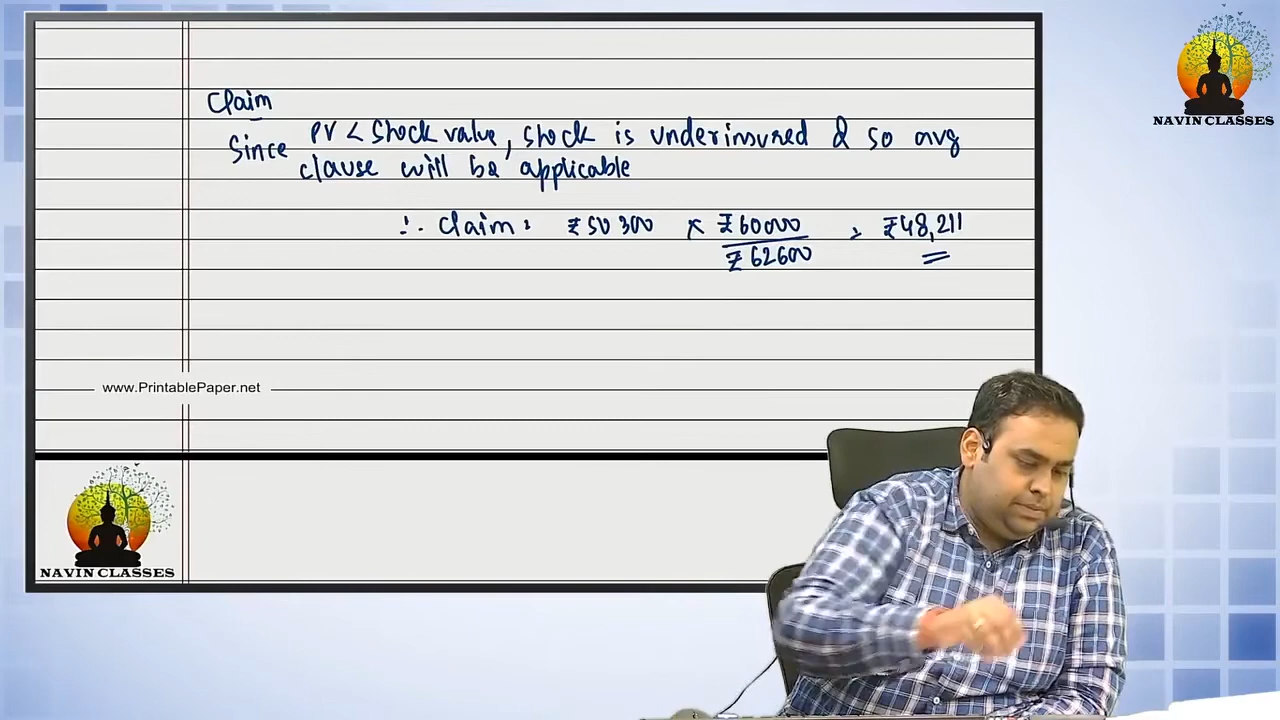 NAVIN CLASSES
Claim
Since PV < Stock value, stock is underinsured & so avg
clause will be applicable
∴ Claim = ₹50300 × ₹60000 / ₹62600 = ₹48,211
www.PrintablePaper.net
NAVIN CLASSES